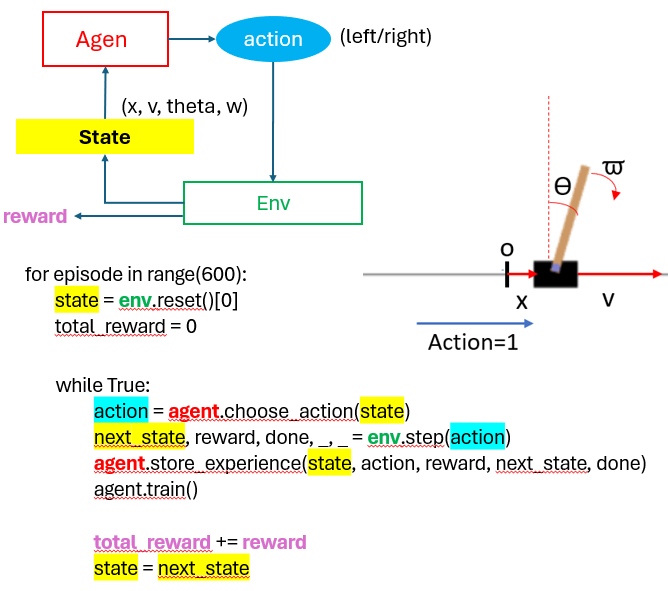 Agen
action
(left/right)
(x, v, theta, w)
State
Env
reward
ϖ
θ
o
x
v
Action=1
for episode in range(600):
state = env.reset()[0]
total_reward = 0
while True:
action = agent.choose_action(state)
next_state, reward, done, _, _ = env.step(action)
agent.store_experience(state, action, reward, next_state, done)
agent.train()
total_reward += reward
state = next_state